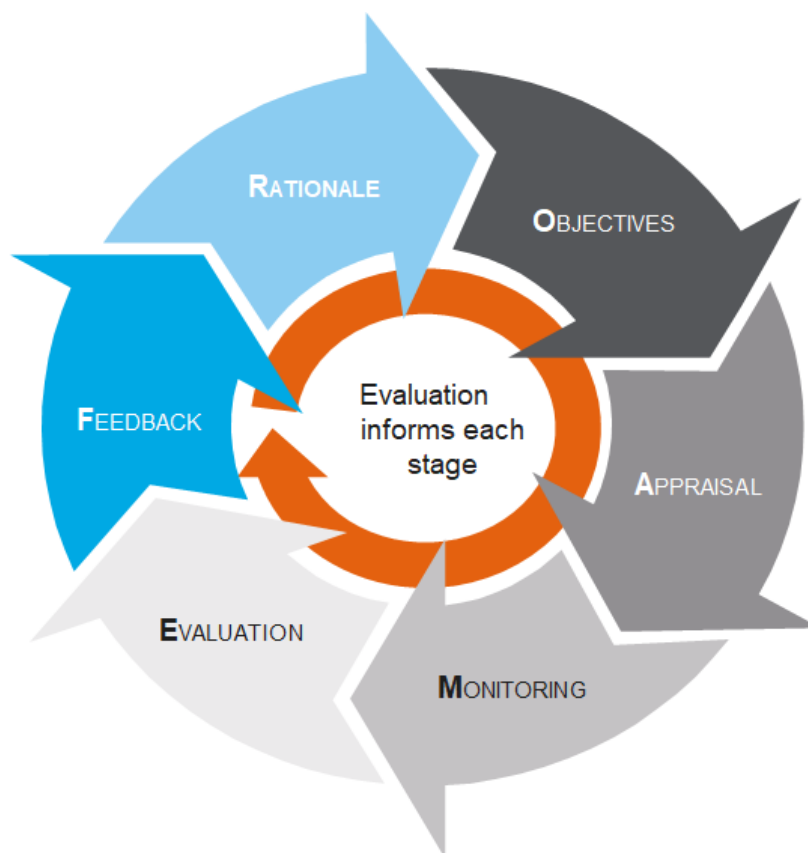 RATIONALE
OBJECTIVES
APPRAISAL
MONITORING
EVALUATION
FEEDBACK
Evaluation
informs each
stage